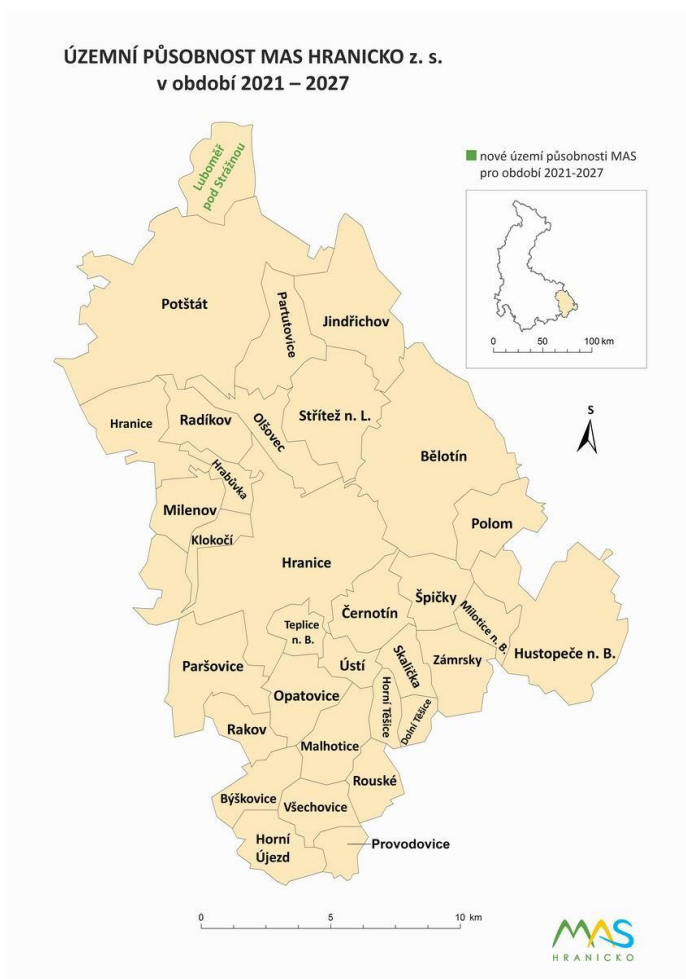 ÚZEMNÍ PŮSOBNOST MAS HRANICKO z. s.
v období 2021 – 2027
Luboměř
pod Strážnou
nové území působnosti MAS
pro období 2021-2027
0 50 100 km
S
Potštát
Partutovice
Jindřichov
Hranice
Radíkov
Olšovec
Střítež n. L.
Bělotín
Hrabůvka
Milenov
Polom
Klokočí
Hranice
Špičky
Černotín
Milotice n. B.
Teplice
n. B.
Hustopeče n. B.
Paršovice
Ústí
Skalička
Zámrsky
Opatovice
Horní Těšice
Dolní Těšice
Rakov
Malhotice
Rouské
Býškovice
Všechovice
Horní
Újezd
Provodovice
0 5 10 km
MAS
HRANICKO